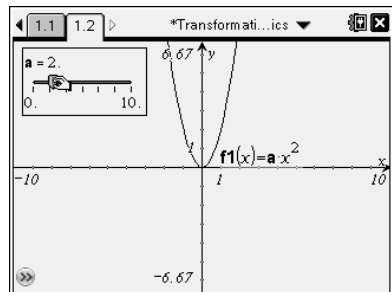 1.1 1.2 *Transformati...ics
a = 2.
0. 10.
6.67 y
1
f1(x)=a·x²
x
-10 1 10
-6.67